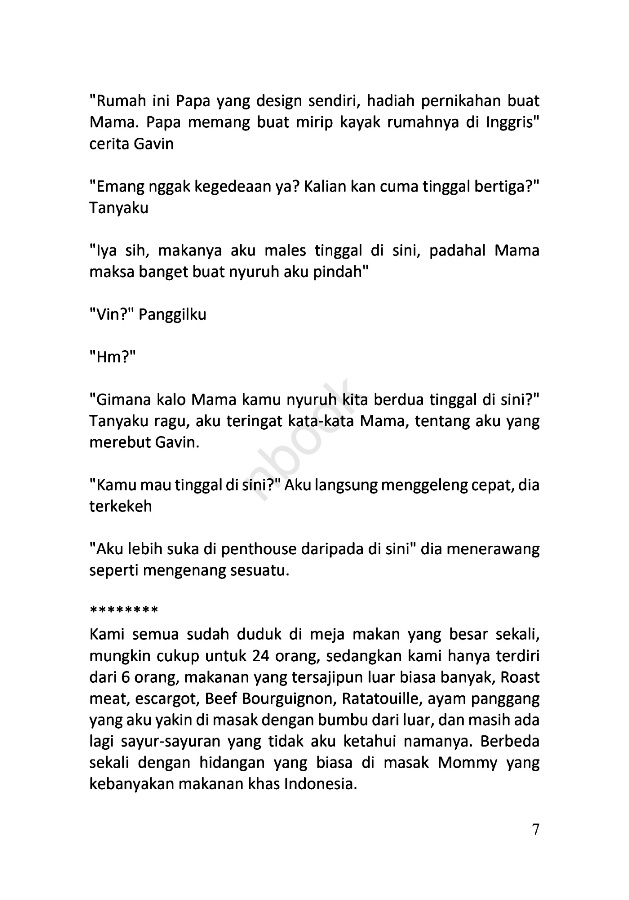 "Rumah ini Papa yang design sendiri, hadiah pernikahan buat
Mama. Papa memang buat mirip kayak rumahnya di Inggris"
cerita Gavin
"Emang nggak kegedeaan ya? Kalian kan cuma tinggal bertiga?"
Tanyaku
"Iya sih, makanya aku males tinggal di sini, padahal Mama
maksa banget buat nyuruh aku pindah"
"Vin?" Panggilku
"Hm?"
"Gimana kalo Mama kamu nyuruh kita berdua tinggal di sini?"
Tanyaku ragu, aku teringat kata-kata Mama, tentang aku yang
merebut Gavin.
"Kamu mau tinggal di sini?" Aku langsung menggeleng cepat, dia
terkekeh
"Aku lebih suka di penthouse daripada di sini" dia menerawang
seperti mengenang sesuatu.
********
Kami semua sudah duduk di meja makan yang besar sekali,
mungkin cukup untuk 24 orang, sedangkan kami hanya terdiri
dari 6 orang, makanan yang tersajipun luar biasa banyak, Roast
meat, escargot, Beef Bourguignon, Ratatouille, ayam panggang
yang aku yakin di masak dengan bumbu dari luar, dan masih ada
lagi sayur-sayuran yang tidak aku ketahui namanya. Berbeda
sekali dengan hidangan yang biasa di masak Mommy yang
kebanyakan makanan khas Indonesia.
7
nbook